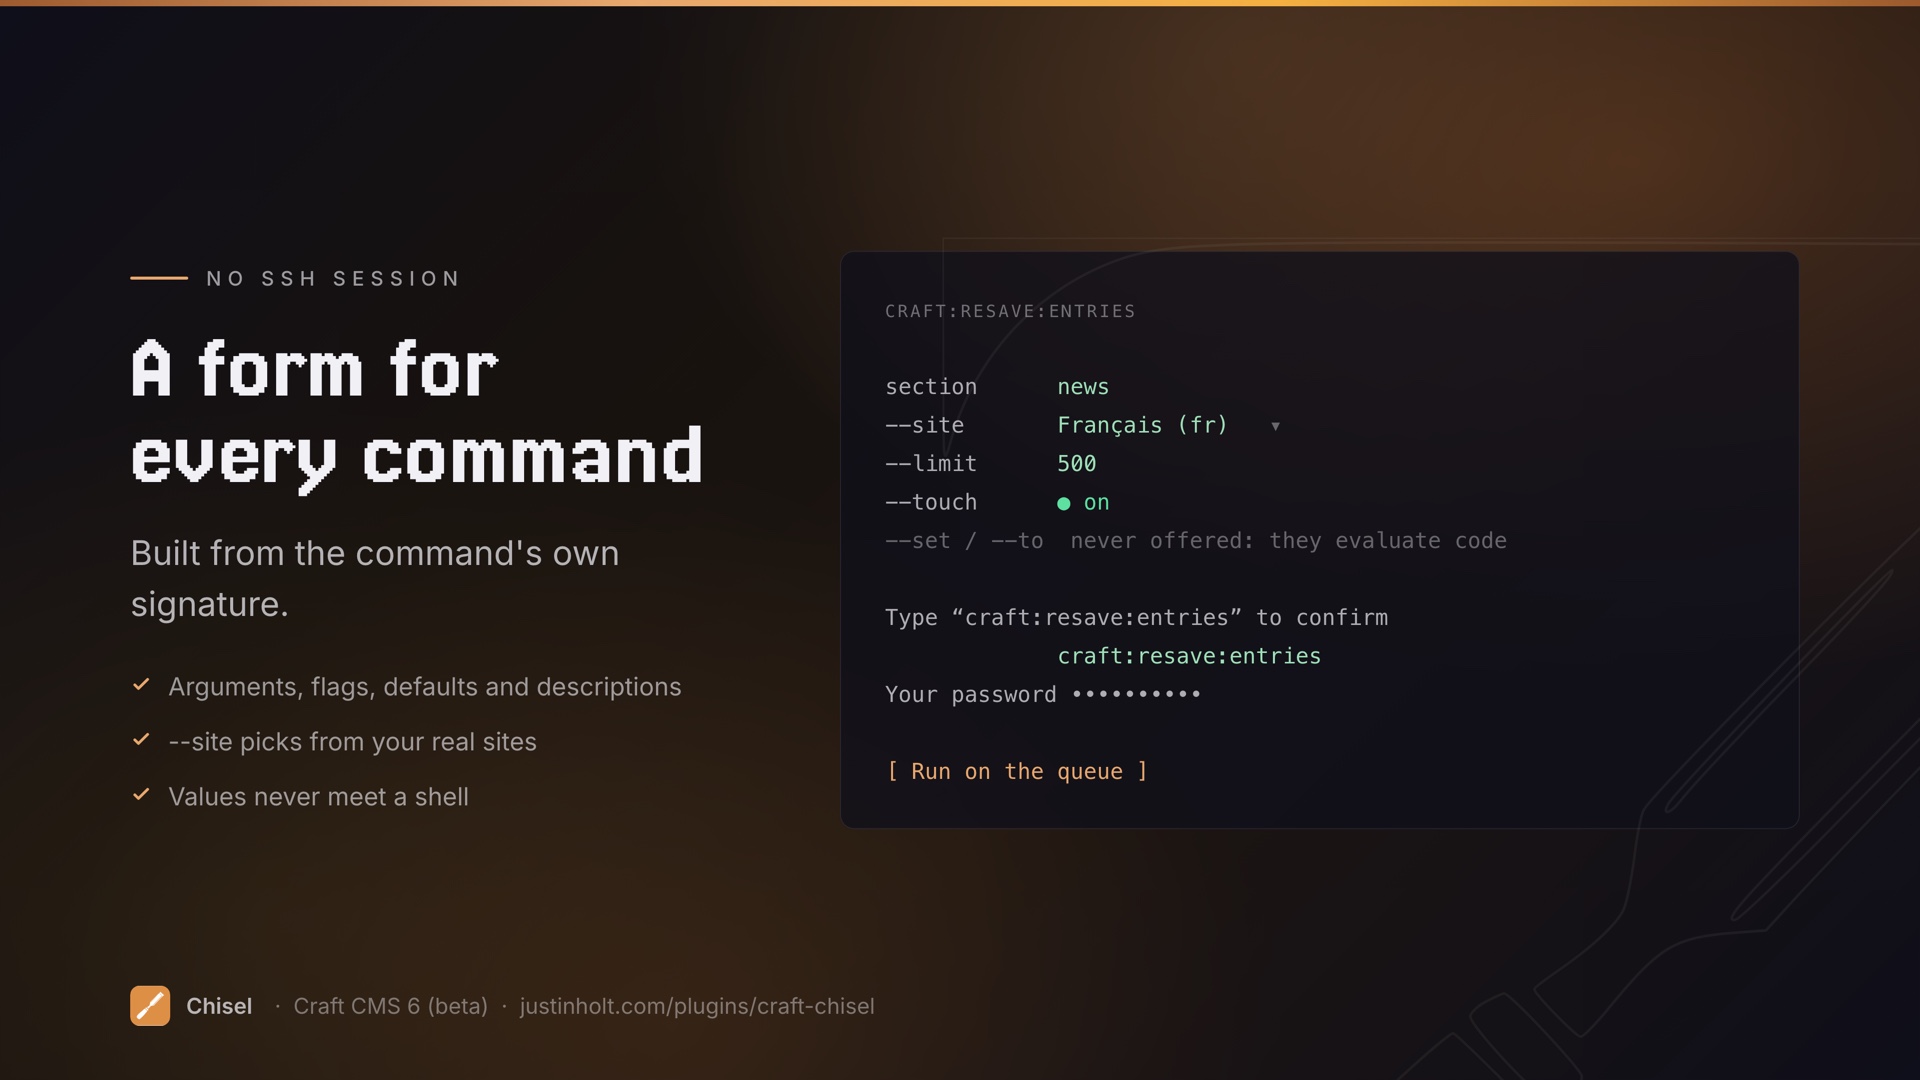 NO SSH SESSION
A form for
every command
Built from the command's own
signature.
Arguments, flags, defaults and descriptions
--site picks from your real sites
Values never meet a shell
CRAFT:RESAVE:ENTRIES
section news
--site Français (fr) ▾
--limit 500
--touch ● on
--set / --to never offered: they evaluate code
Type “craft:resave:entries” to confirm
craft:resave:entries
Your password ••••••••••
[ Run on the queue ]
Chisel · Craft CMS 6 (beta) · justinholt.com/plugins/craft-chisel